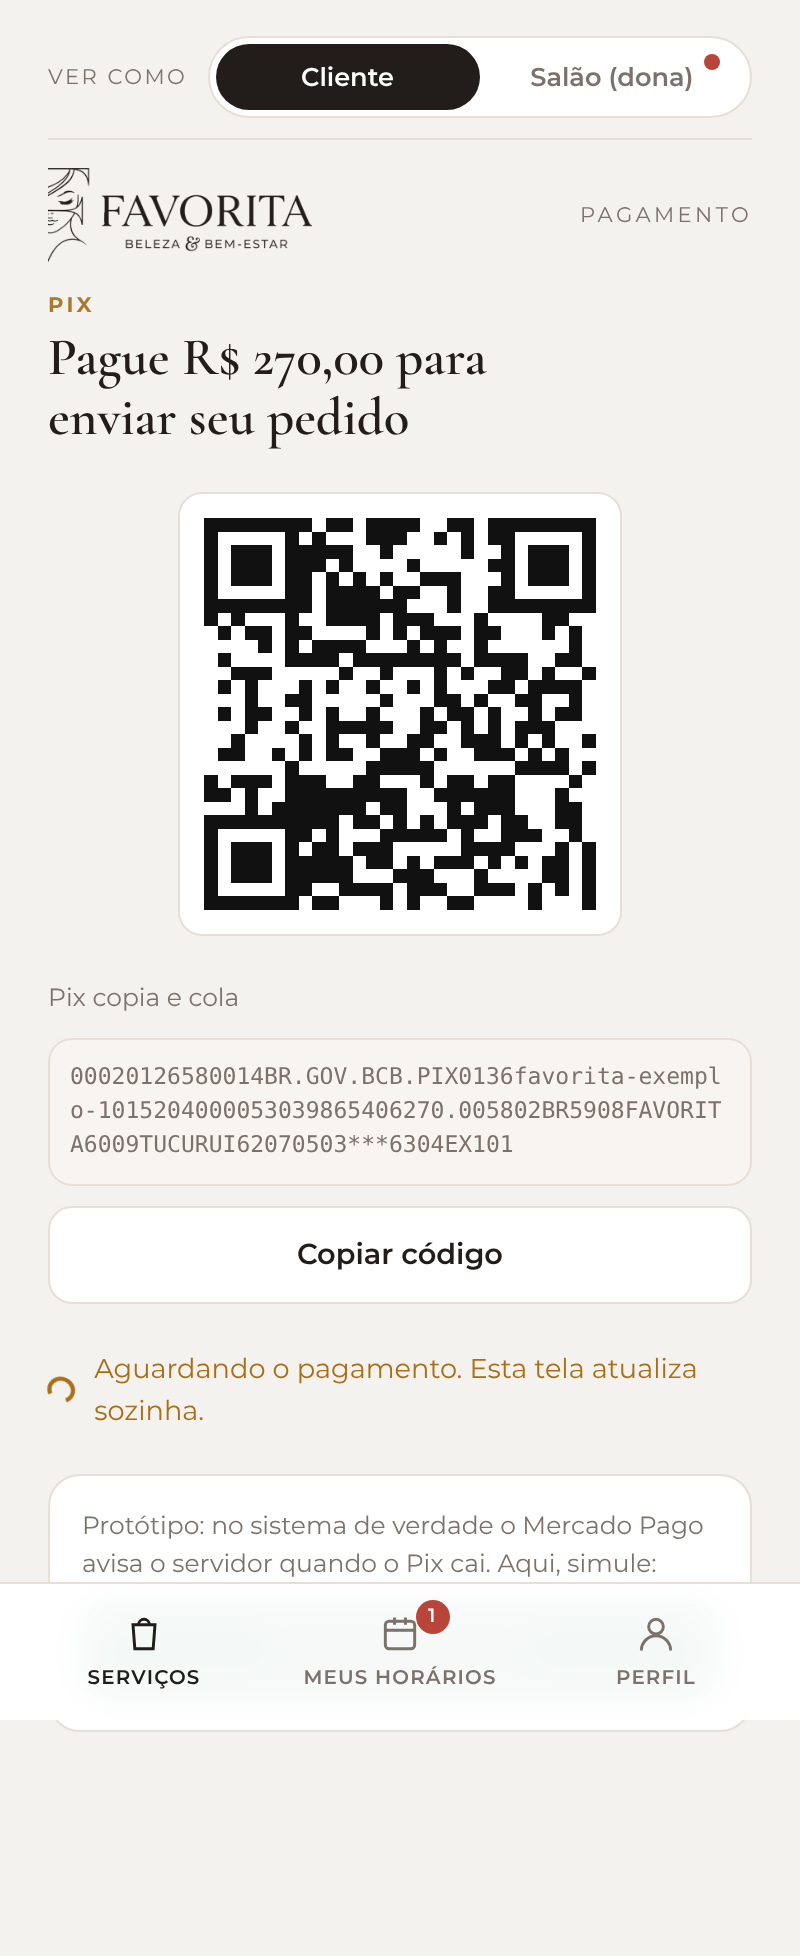 VER COMO
Cliente
Salão (dona)
FAVORITA
BELEZA & BEM-ESTAR
PAGAMENTO
PIX
Pague R$ 270,00 para
enviar seu pedido
Pix copia e cola
00020126580014BR.GOV.BCB.PIX0136favorita-exempl
o-1015204000053039865406270.005802BR5908FAVORIT
A6009TUCURUI62070503***6304EX101
Copiar código
Aguardando o pagamento. Esta tela atualiza
sozinha.
Protótipo: no sistema de verdade o Mercado Pago
avisa o servidor quando o Pix cai. Aqui, simule:
1
SERVIÇOS
MEUS HORÁRIOS
PERFIL